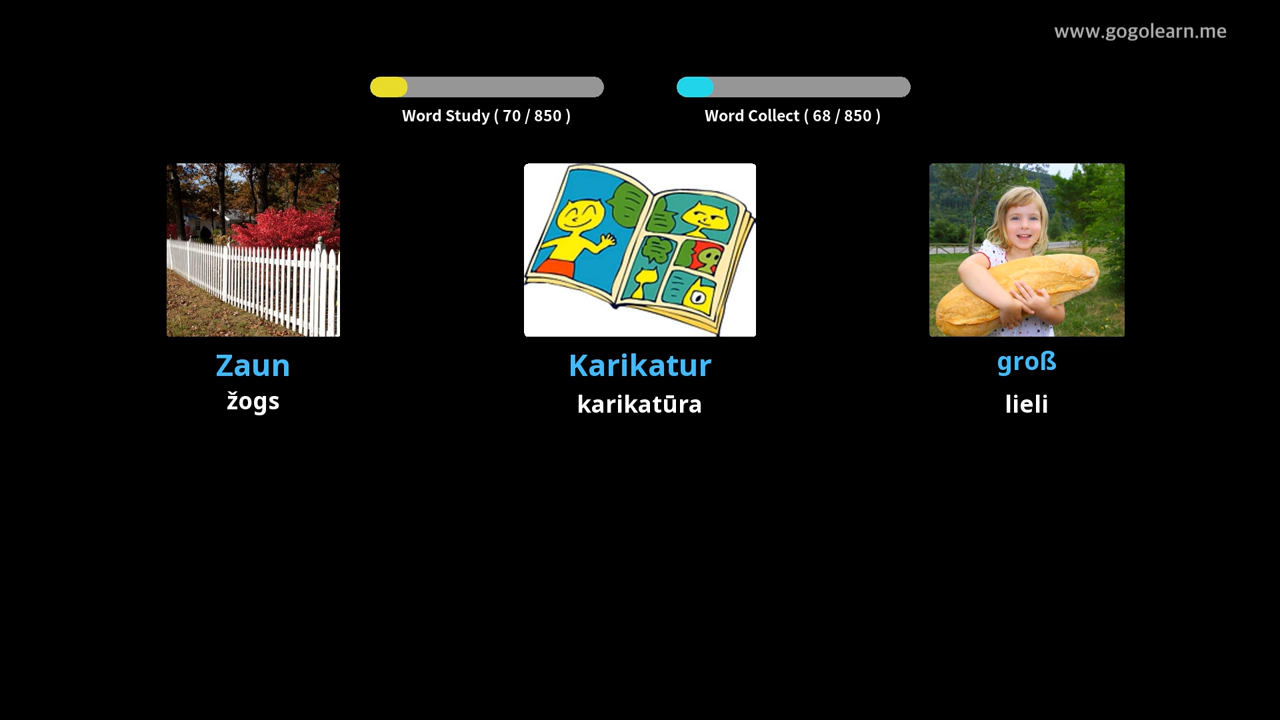 www.gogolearn.me
Word Study ( 70 / 850 )
Word Collect ( 68 / 850 )
Zaun
Karikatur
groß
žogs
karikatūra
lieli